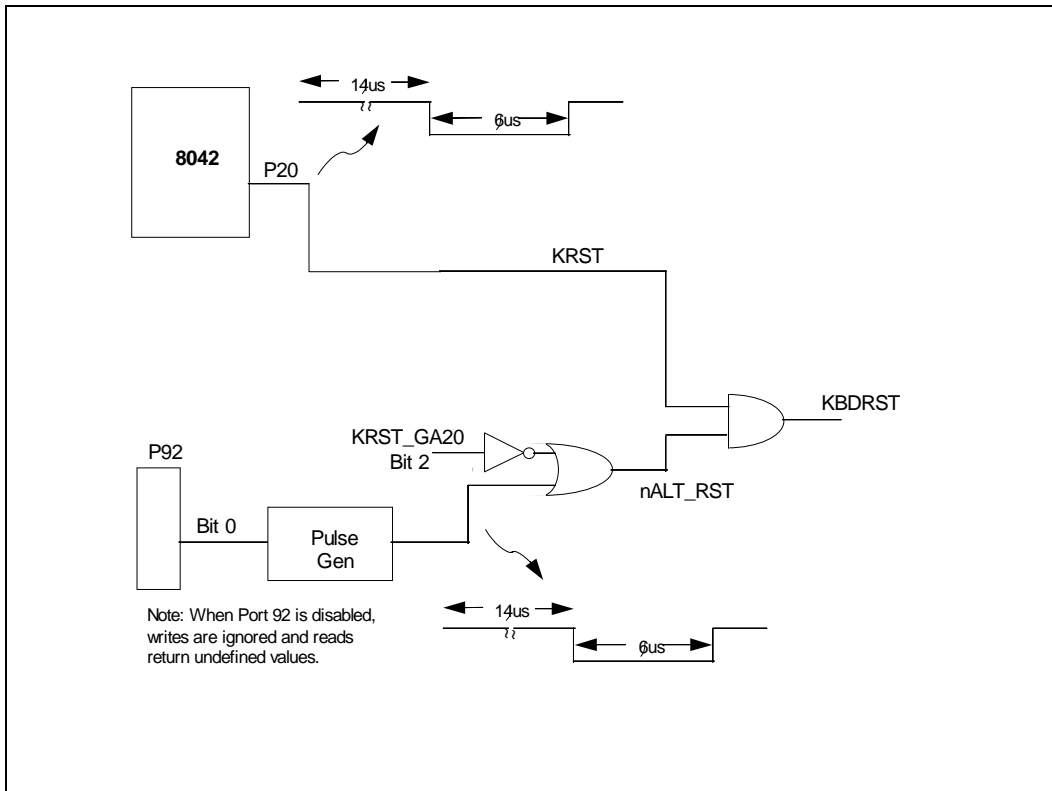 14us
6us
8042
P20
KRST
KBDRST
KRST_GA20
Bit 2
nALT_RST
P92
Bit 0
Pulse
Gen
14us
6us
Note: When Port 92 is disabled,
writes are ignored and reads
return undefined values.